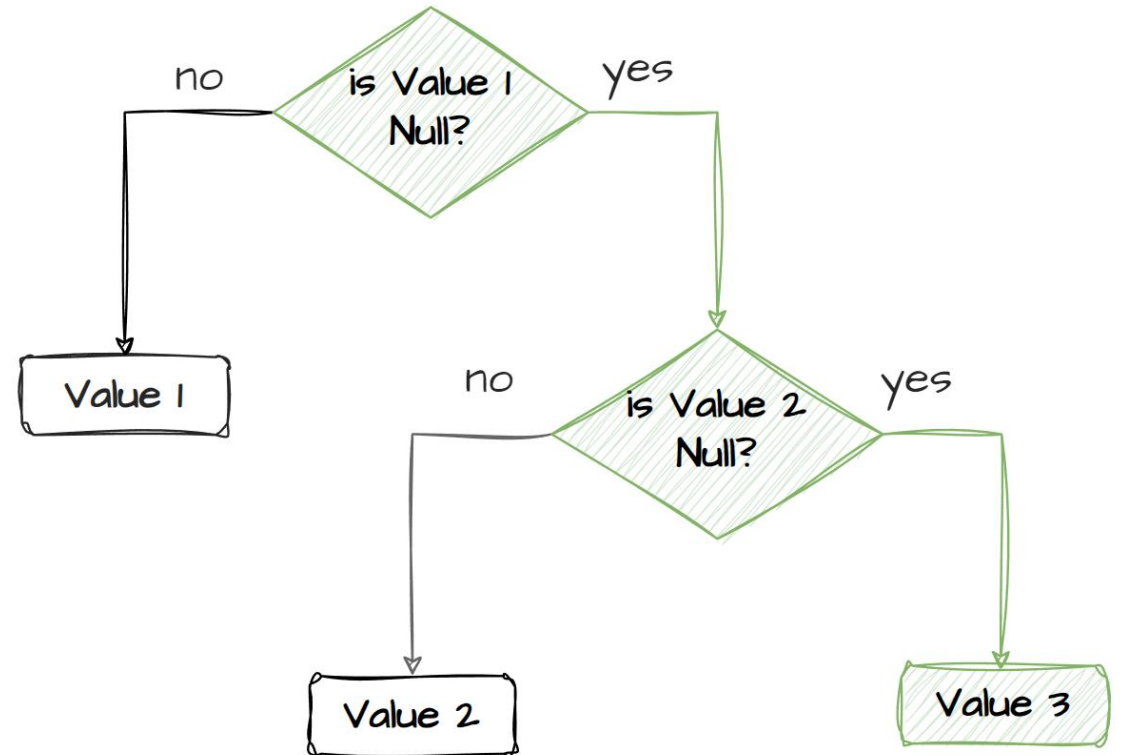 no
is Value 1
Null?
yes
Value 1
no
is Value 2
Null?
yes
Value 2
Value 3